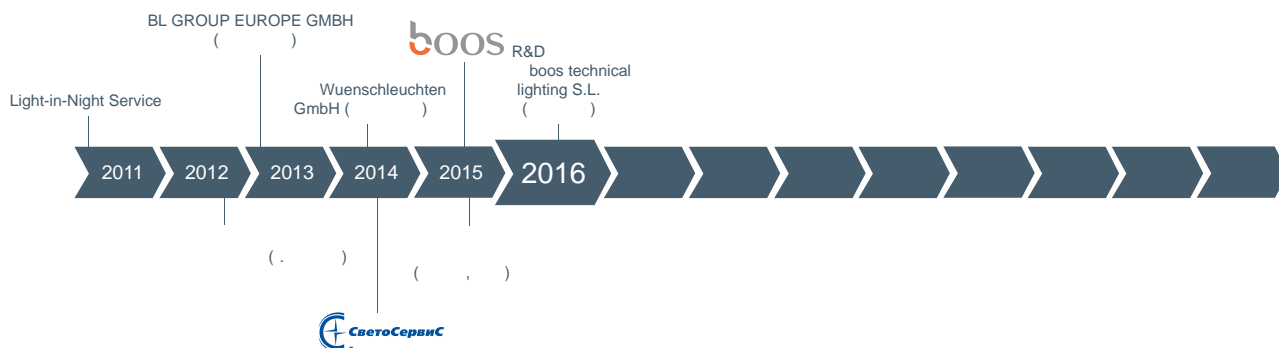 BL GROUP EUROPE GMBH
( )
boos R&D
boos technical
lighting S.L.
( )
Wuenschleuchten
GmbH ( )
Light-in-Night Service
2011 2012 2013 2014 2015 2016
( . )
( , )
СветоСервиС